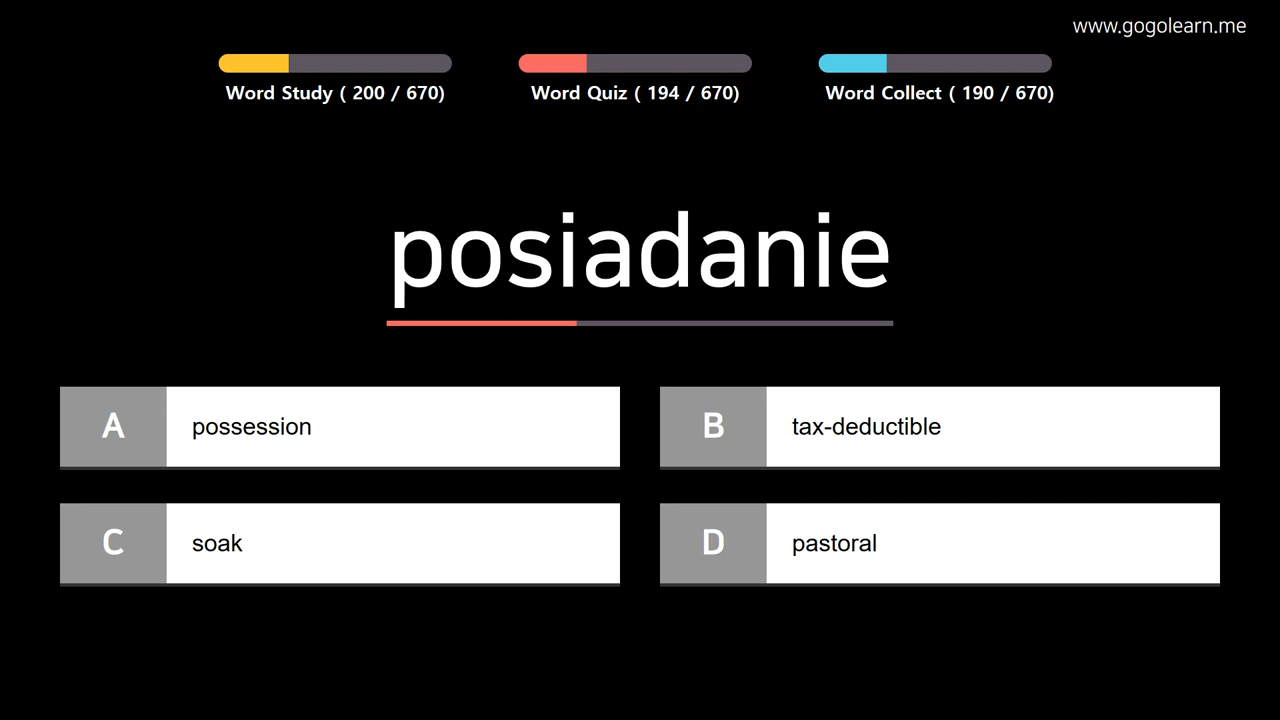 www.gogolearn.me
Word Study ( 200 / 670)
Word Quiz ( 194 / 670)
Word Collect ( 190 / 670)
posiadanie
A possession
B tax-deductible
C soak
D pastoral